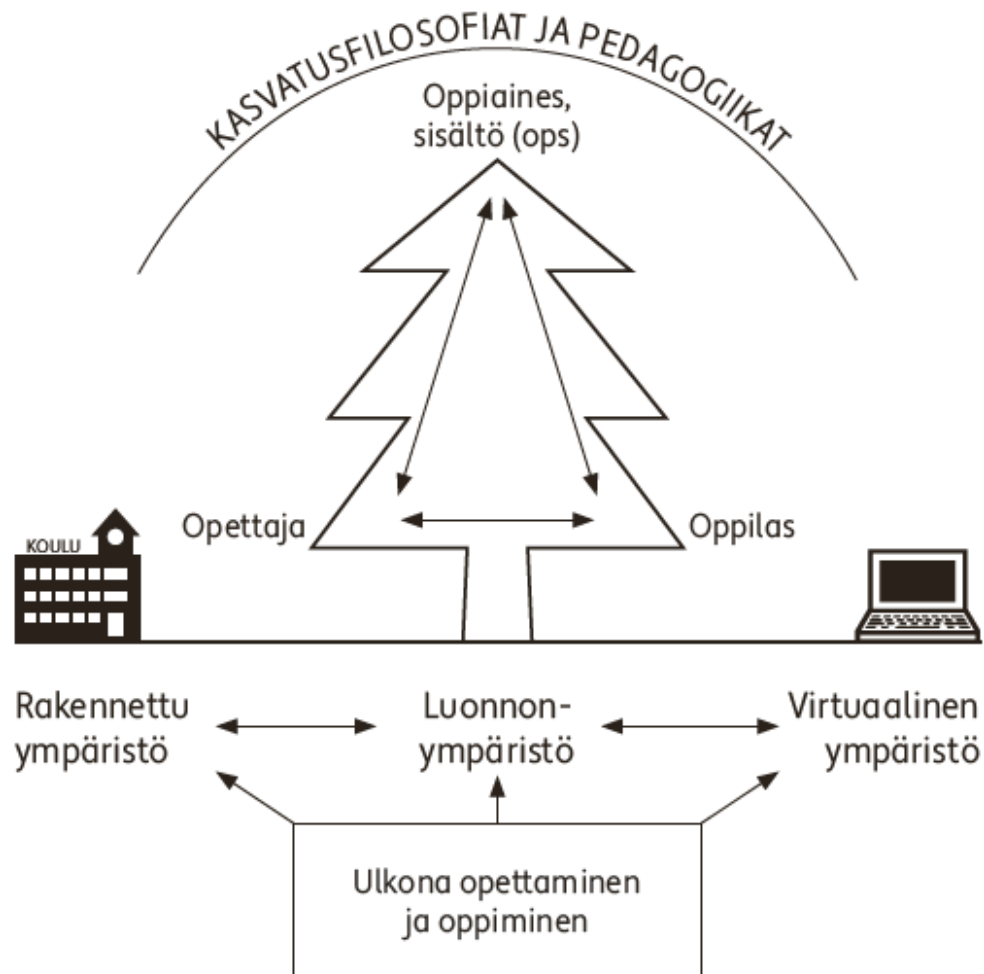 KASVATUSFILOSOFIAT JA PEDAGOGIIKAT
Oppiaines,
sisältö (ops)
Opettaja
Oppilas
KOULU
Rakennettu
ympäristö
Luonnon-
ympäristö
Virtuaalinen
ympäristö
Ulkona opettaminen
ja oppiminen